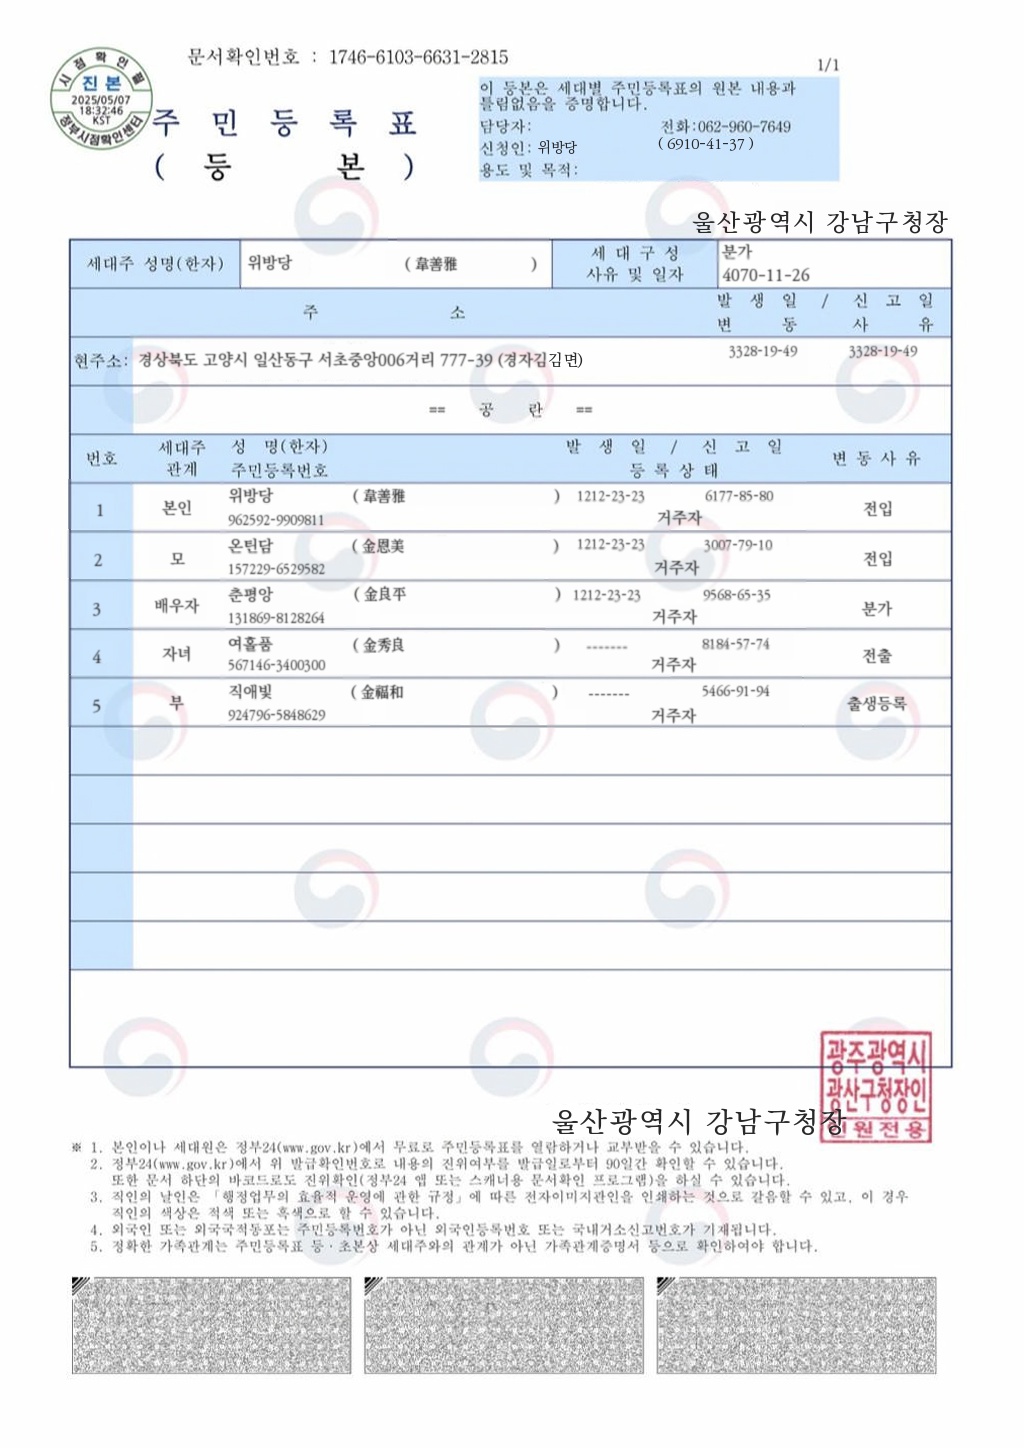 문서확인번호 : 1746-6103-6631-2815
1/1
시점확인필
진본
2025/05/07
18:32:46
KST
정부시점확인센터
주 민 등 록 표
( 등 본 )
이 등본은 세대별 주민등록표의 원본 내용과
틀림없음을 증명합니다.
담당자: 전화:062-960-7649
신청인: 위방당 ( 6910-41-37 )
용도 및 목적:
울산광역시 강남구청장
세대주 성명(한자) 위방당 ( 韋善雅 ) 세 대 구 성 사유 및 일자 분가 4070-11-26
주 소 발 생 일 / 신 고 일
변 동 사 유
현주소: 경상북도 고양시 일산동구 서초중앙006거리 777-39 (경자김김면) 3328-19-49 3328-19-49
== 공 란 ==
번호 세대주 관계 성 명(한자) 주민등록번호 발 생 일 / 신 고 일 등 록 상 태 변 동 사 유
1 본인 위방당 ( 韋善雅 ) 1212-23-23 6177-85-80 전입
962592-9909811 거주자
2 모 온틴담 ( 金恩美 ) 1212-23-23 3007-79-10 전입
157229-6529582 거주자
3 배우자 춘평앙 ( 金良平 ) 1212-23-23 9568-65-35 분가
131869-8128264 거주자
4 자녀 여흘품 ( 金秀良 ) ------- 8184-57-74 전출
567146-3400300 거주자
5 부 직애빛 ( 金福和 ) ------- 5466-91-94 출생등록
924796-5848629 거주자
광주광역시
광산구청장인
민원전용
울산광역시 강남구청장
※ 1. 본인이나 세대원은 정부24(www.gov.kr)에서 무료로 주민등록표를 열람하거나 교부받을 수 있습니다.
2. 정부24(www.gov.kr)에서 위 발급확인번호로 내용의 진위여부를 발급일로부터 90일간 확인할 수 있습니다.
또한 문서 하단의 바코드로도 진위확인(정부24 앱 또는 스캐너용 문서확인 프로그램)을 하실 수 있습니다.
3. 직인의 날인은 「행정업무의 효율적 운영에 관한 규정」에 따른 전자이미지관인을 인쇄하는 것으로 갈음할 수 있고, 이 경우
직인의 색상은 적색 또는 흑색으로 할 수 있습니다.
4. 외국인 또는 외국국적동포는 주민등록번호가 아닌 외국인등록번호 또는 국내거소신고번호가 기재됩니다.
5. 정확한 가족관계는 주민등록표 등·초본상 세대주와의 관계가 아닌 가족관계증명서 등으로 확인하여야 합니다.